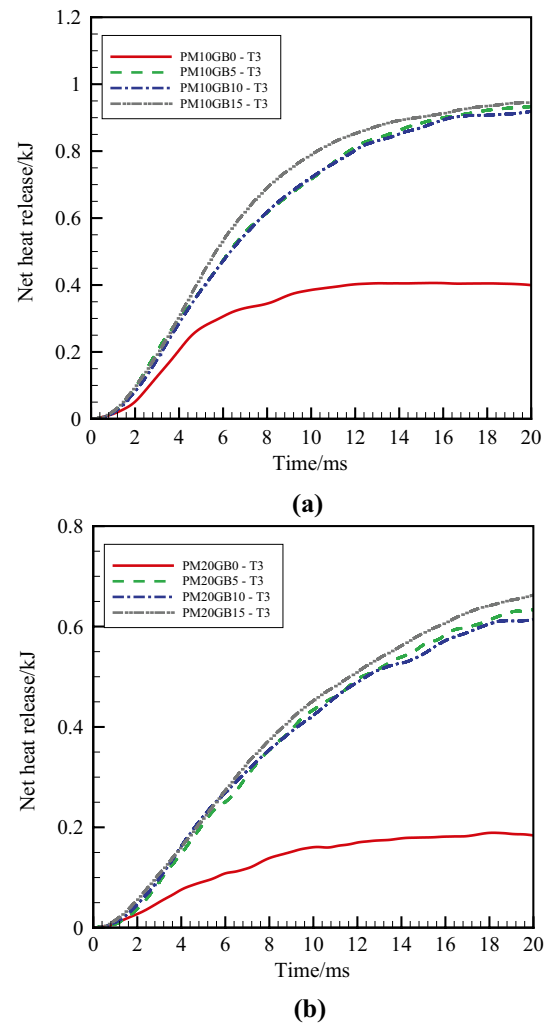 1.2
1
0.8
0.6
0.4
0.2
0
Net heat release/kJ
PM10GB0 - T3
PM10GB5 - T3
PM10GB10 - T3
PM10GB15 - T3
0 2 4 6 8 10 12 14 16 18 20
Time/ms
(a)
0.8
0.6
0.4
0.2
0
Net heat release/kJ
PM20GB0 - T3
PM20GB5 - T3
PM20GB10 - T3
PM20GB15 - T3
0 2 4 6 8 10 12 14 16 18 20
Time/ms
(b)